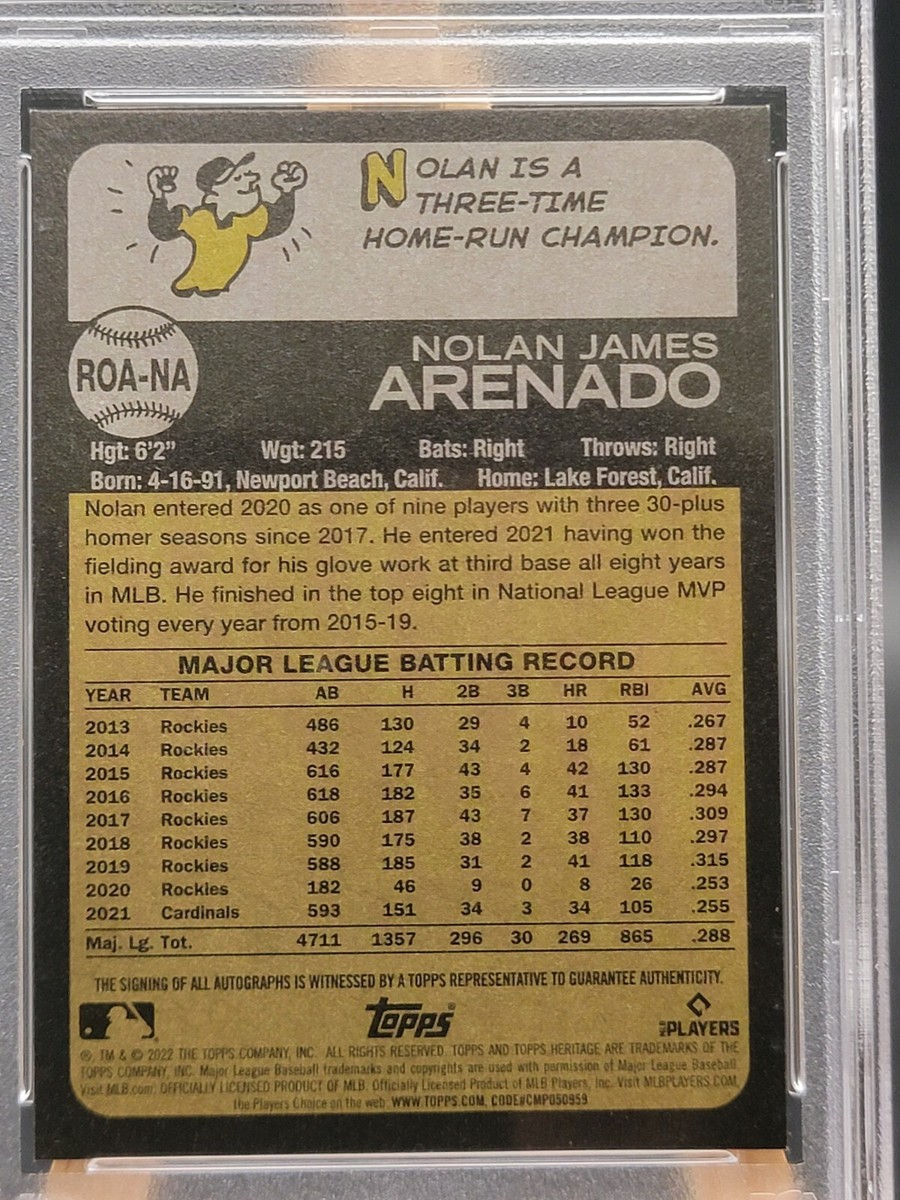 NOLAN IS A
THREE-TIME
HOME-RUN CHAMPION.
ROA-NA
NOLAN JAMES
ARENADO
Hgt: 6'2" Wgt: 215 Bats: Right Throws: Right
Born: 4-16-91, Newport Beach, Calif. Home: Lake Forest, Calif.
Nolan entered 2020 as one of nine players with three 30-plus
homer seasons since 2017. He entered 2021 having won the
fielding award for his glove work at third base all eight years
in MLB. He finished in the top eight in National League MVP
voting every year from 2015-19.
MAJOR LEAGUE BATTING RECORD
YEAR TEAM AB H 2B 3B HR RBI AVG
2013 Rockies 486 130 29 4 10 52 .267
2014 Rockies 432 124 34 2 18 61 .287
2015 Rockies 616 177 43 4 42 130 .287
2016 Rockies 618 182 35 6 41 133 .294
2017 Rockies 606 187 43 7 37 130 .309
2018 Rockies 590 175 38 2 38 110 .297
2019 Rockies 588 185 31 2 41 118 .315
2020 Rockies 182 46 9 0 8 26 .253
2021 Cardinals 593 151 34 3 34 105 .255
Maj. Lg. Tot. 4711 1357 296 30 269 865 .288
THE SIGNING OF ALL AUTOGRAPHS IS WITNESSED BY A TOPPS REPRESENTATIVE TO GUARANTEE AUTHENTICITY.
topps®
MLB PLAYERS
®, TM & © 2022 THE TOPPS COMPANY, INC. ALL RIGHTS RESERVED. TOPPS AND TOPPS HERITAGE ARE TRADEMARKS OF THE
TOPPS COMPANY, INC. Major League Baseball trademarks and copyrights are used with permission of Major League Baseball.
Visit MLB.com. OFFICIALLY LICENSED PRODUCT OF MLB. Officially Licensed Product of MLB Players, Inc. Visit MLBPLAYERS.COM,
the Players Choice on the web. WWW.TOPPS.COM, CODE#CMP050959